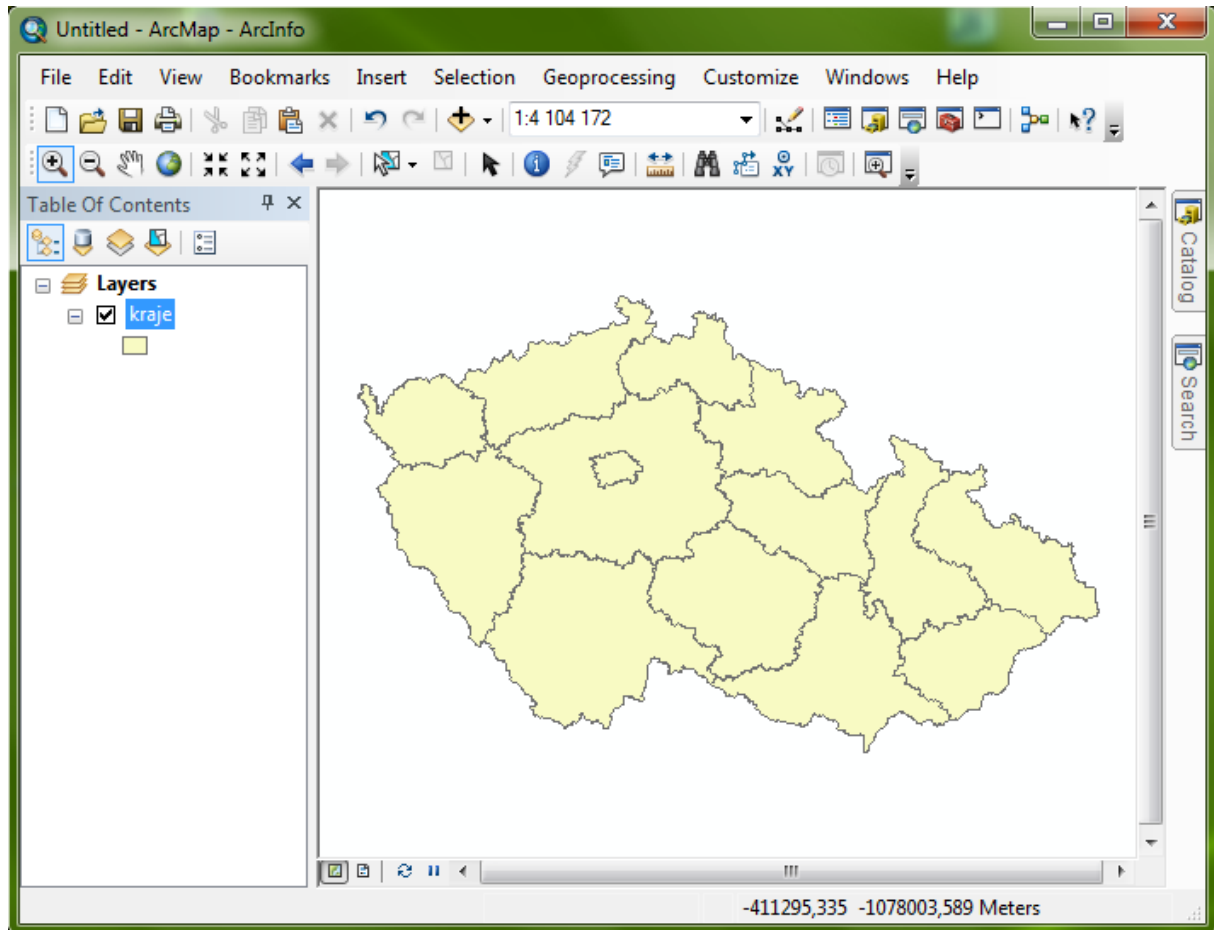 Untitled - ArcMap - ArcInfo
File Edit View Bookmarks Insert Selection Geoprocessing Customize Windows Help
1:4 104 172
XY
Table Of Contents
Layers
kraje
Catalog
Search
-411295,335 -1078003,589 Meters